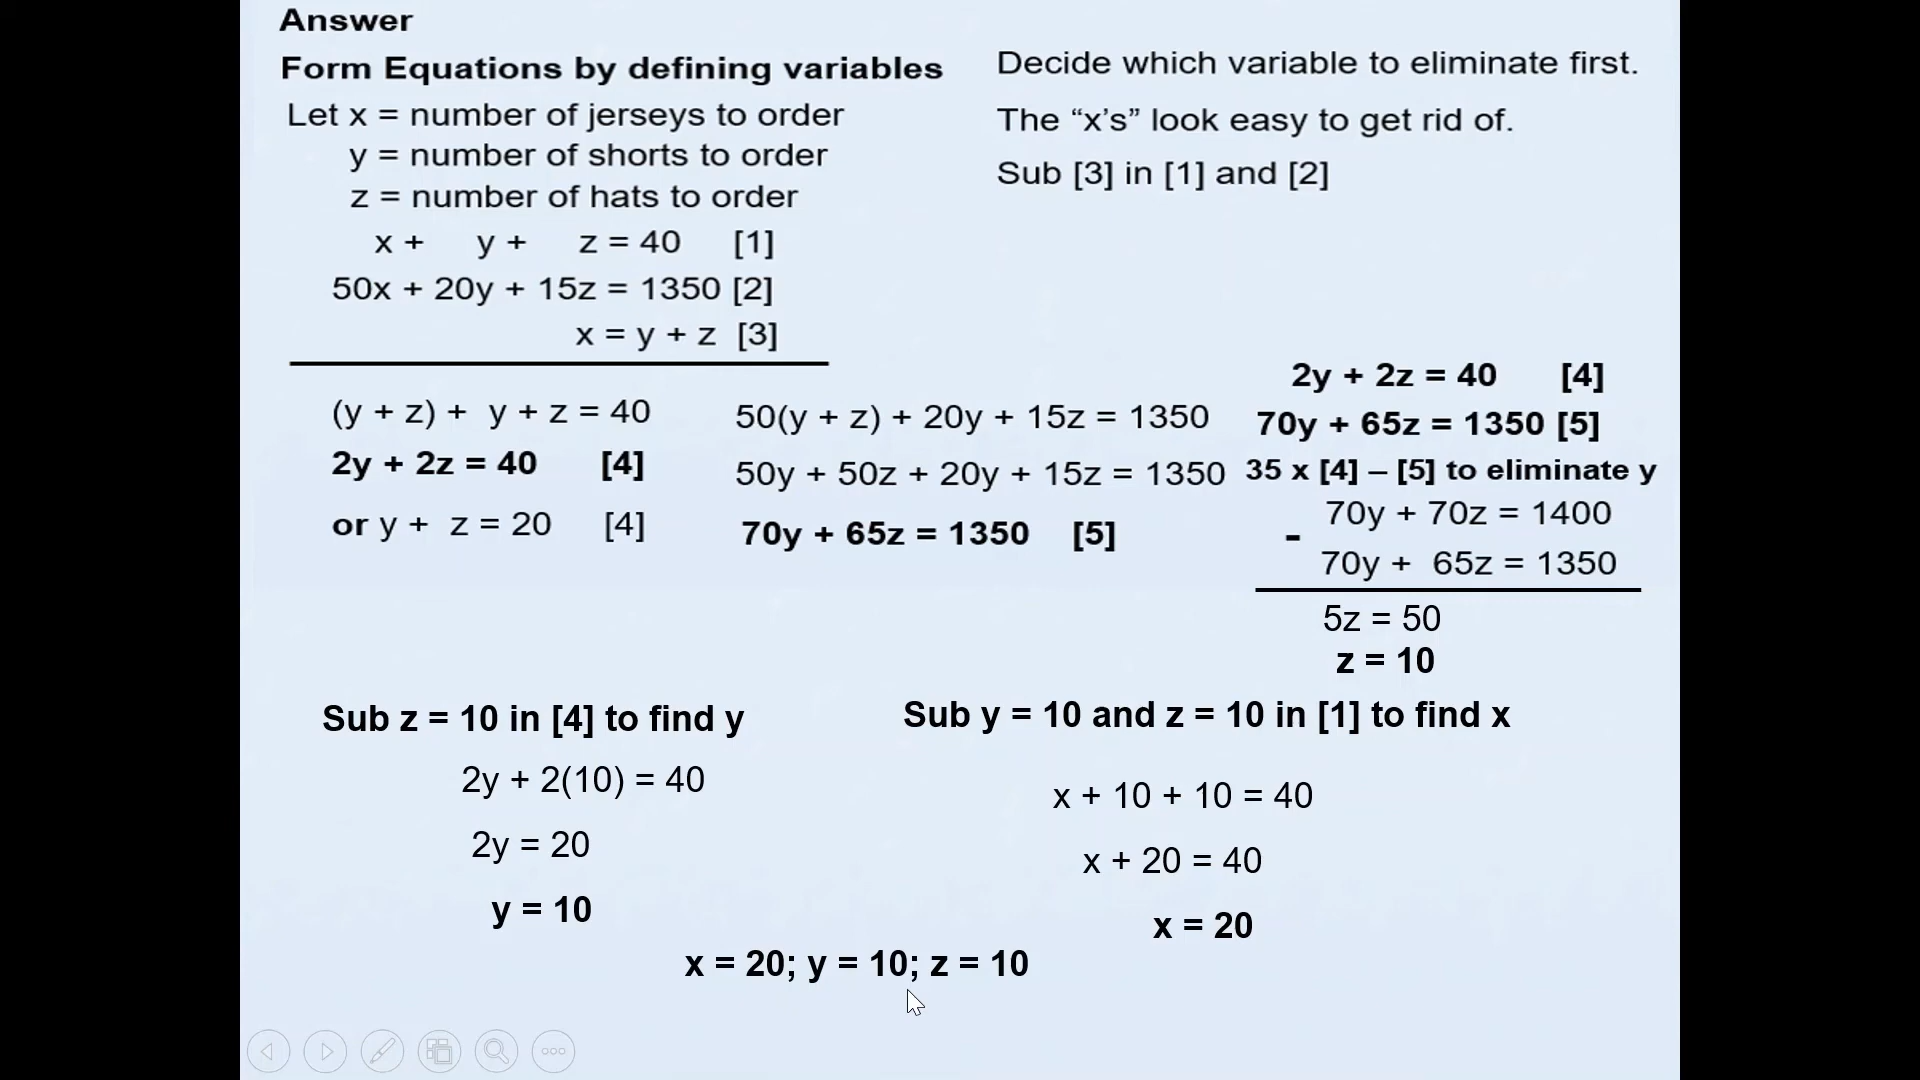 Answer
Form Equations by defining variables
Let x = number of jerseys to order
y = number of shorts to order
z = number of hats to order
x + y + z = 40 [1]
50x + 20y + 15z = 1350 [2]
x = y + z [3]
Decide which variable to eliminate first.
The “x’s” look easy to get rid of.
Sub [3] in [1] and [2]
(y + z) + y + z = 40
2y + 2z = 40 [4]
or y + z = 20 [4]
50(y + z) + 20y + 15z = 1350
50y + 50z + 20y + 15z = 1350
70y + 65z = 1350 [5]
2y + 2z = 40 [4]
70y + 65z = 1350 [5]
35 x [4] – [5] to eliminate y
70y + 70z = 1400
-
70y + 65z = 1350
5z = 50
z = 10
Sub z = 10 in [4] to find y
2y + 2(10) = 40
2y = 20
y = 10
Sub y = 10 and z = 10 in [1] to find x
x + 10 + 10 = 40
x + 20 = 40
x = 20
x = 20; y = 10; z = 10